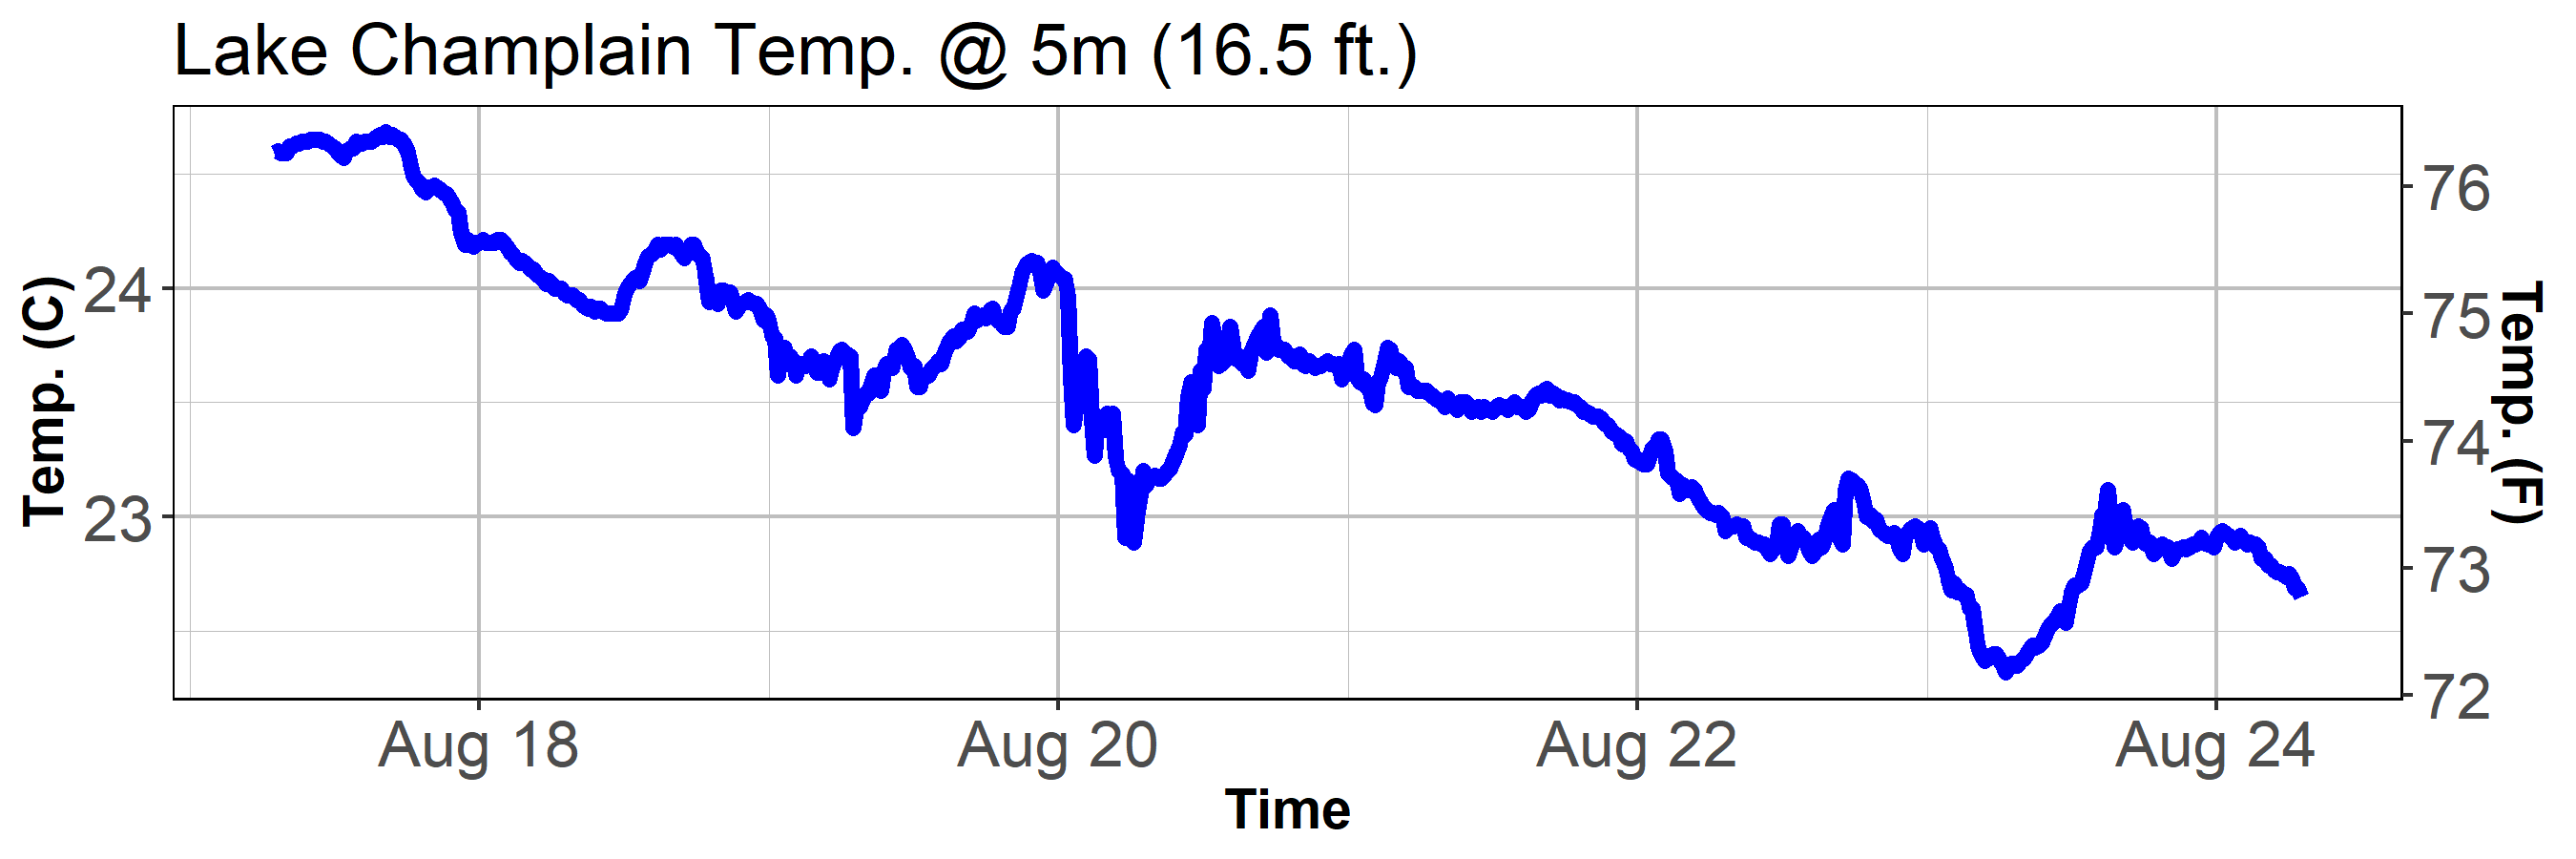 Lake Champlain Temp. @ 5m (16.5 ft.)
Temp. (C)
24
23
76
75
74
73
72
Temp. (F)
Aug 18
Aug 20
Aug 22
Aug 24
Time